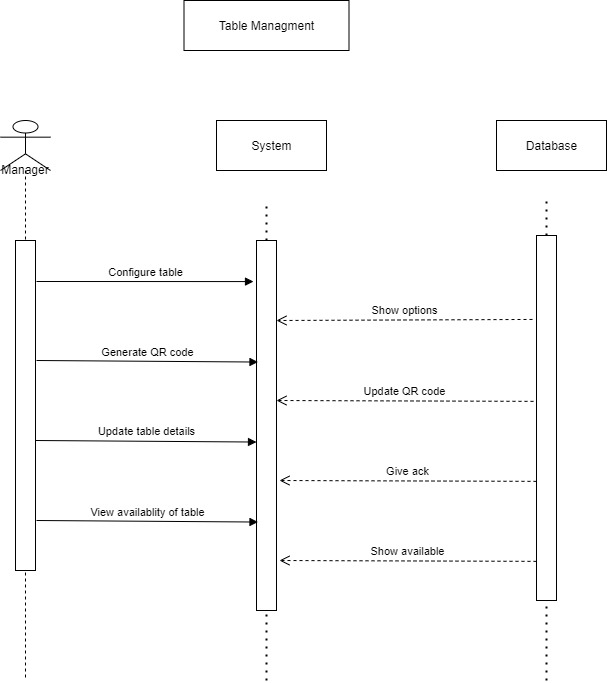 Table Managment
Manager
System
Database
Configure table
Show options
Generate QR code
Update QR code
Update table details
Give ack
View availablity of table
Show available